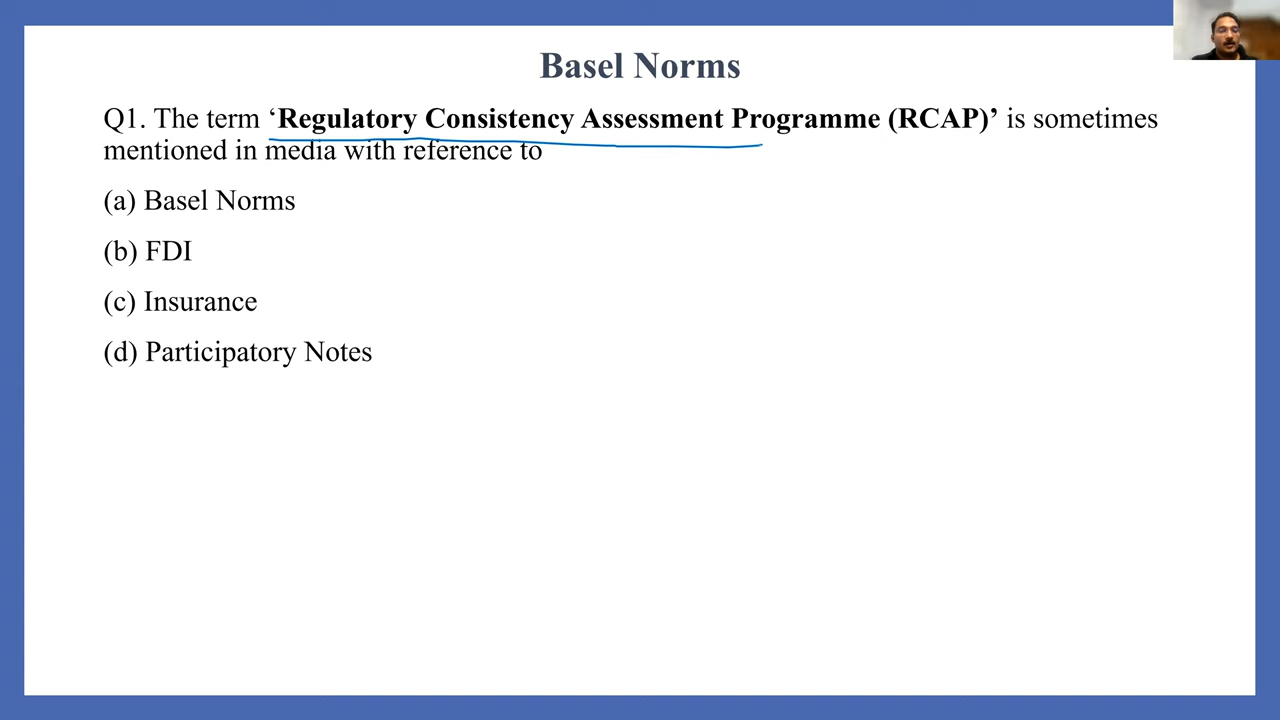 Basel Norms
Q1. The term ‘Regulatory Consistency Assessment Programme (RCAP)’ is sometimes
mentioned in media with reference to
(a) Basel Norms
(b) FDI
(c) Insurance
(d) Participatory Notes